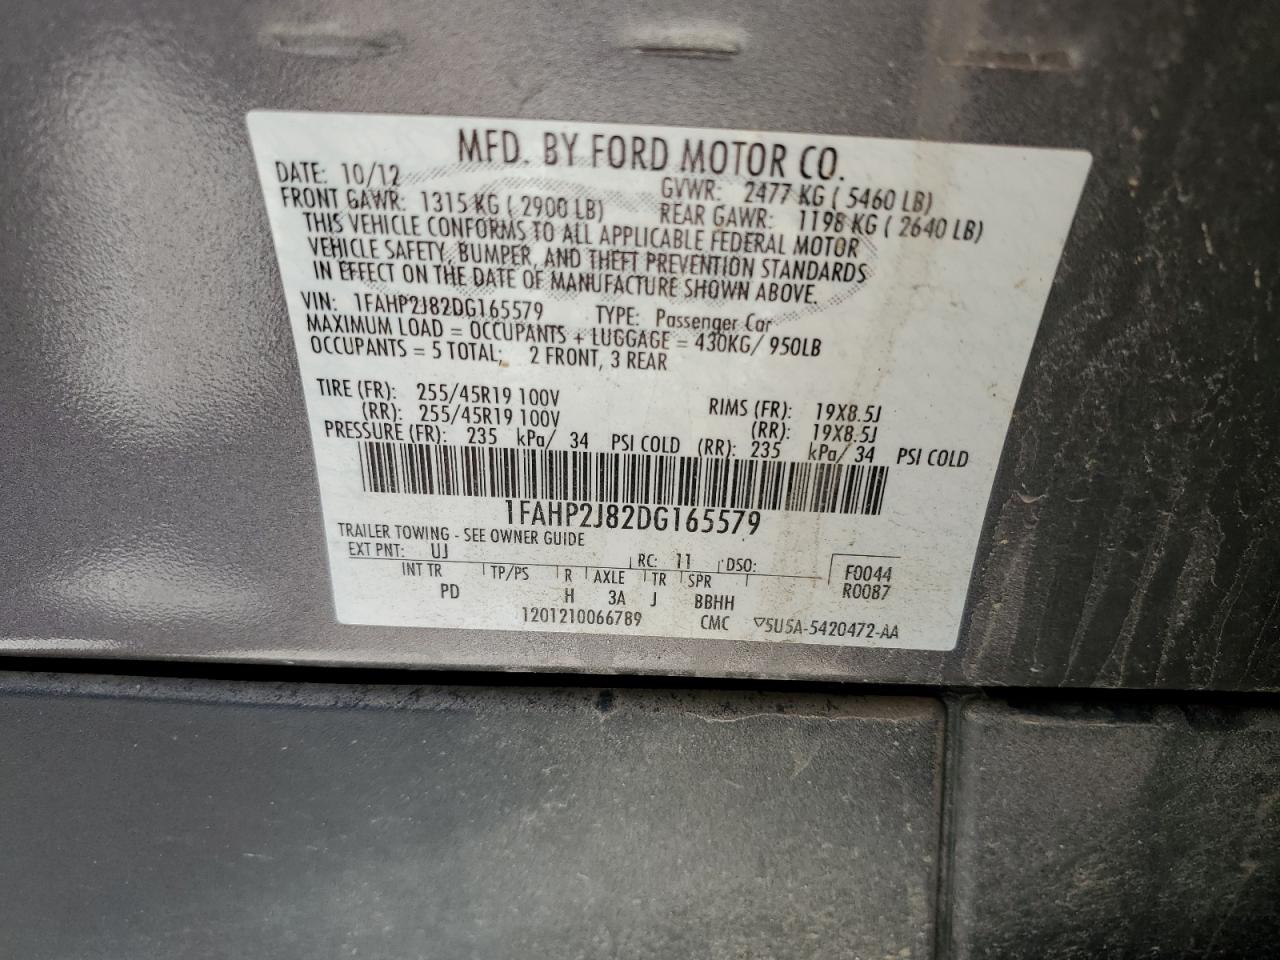 MFD. BY FORD MOTOR CO.
DATE: 10/12 GVWR: 2477 KG ( 5460 LB)
FRONT GAWR: 1315 KG ( 2900 LB) REAR GAWR: 1198 KG ( 2640 LB)
THIS VEHICLE CONFORMS TO ALL APPLICABLE FEDERAL MOTOR
VEHICLE SAFETY, BUMPER, AND THEFT PREVENTION STANDARDS
IN EFFECT ON THE DATE OF MANUFACTURE SHOWN ABOVE.
VIN: 1FAHP2J82DG165579 TYPE: Passenger Car
MAXIMUM LOAD = OCCUPANTS + LUGGAGE = 430KG/ 950LB
OCCUPANTS = 5 TOTAL; 2 FRONT, 3 REAR
TIRE (FR): 255/45R19 100V RIMS (FR): 19X8.5J
(RR): 255/45R19 100V (RR): 19X8.5J
PRESSURE (FR): 235 kPa/ 34 PSI COLD (RR): 235 kPa/ 34 PSI COLD
1FAHP2J82DG165579
TRAILER TOWING - SEE OWNER GUIDE
EXT PNT: UJ RC: 11 DSO:
INT TR TP/PS R AXLE TR SPR F0044
PD H 3A J BBHH R0087
1201210066789 CMC ▽5U5A-5420472-AA